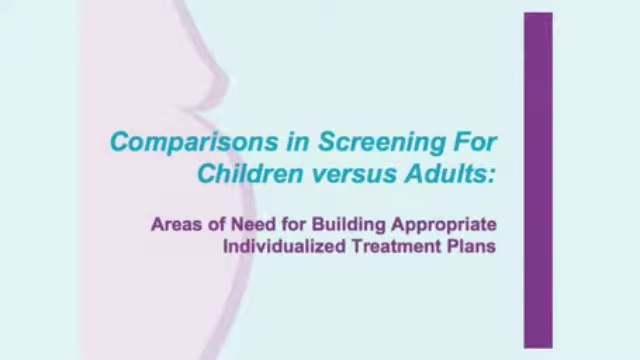 Comparisons in Screening For
Children versus Adults:
Areas of Need for Building Appropriate
Individualized Treatment Plans